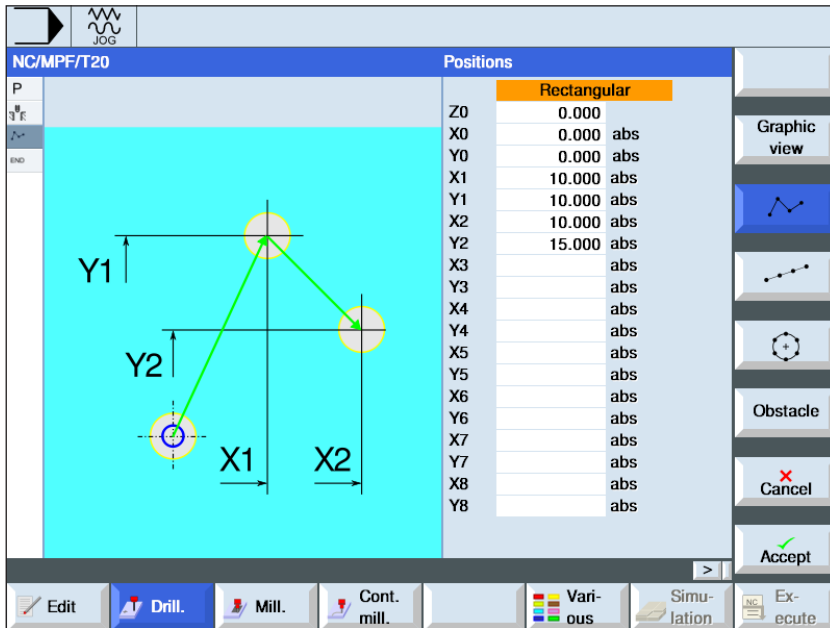 JOG
NC/MPF/T20
Positions
P
END
Rectangular
Z0 0.000
X0 0.000 abs
Y0 0.000 abs
X1 10.000 abs
Y1 10.000 abs
X2 10.000 abs
Y2 15.000 abs
X3 abs
Y3 abs
X4 abs
Y4 abs
X5 abs
Y5 abs
X6 abs
Y6 abs
X7 abs
Y7 abs
X8 abs
Y8 abs
Y1
Y2
X1 X2
Graphic
view
Obstacle
Cancel
Accept
>
Edit
Drill.
Mill.
Cont.
mill.
Vari-
ous
Simu-
lation
NC
Ex-
ecute